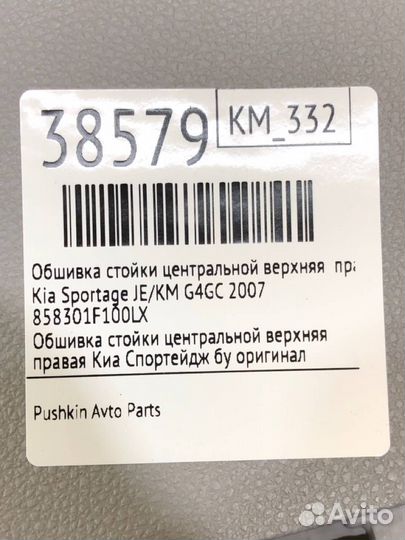 38579
KM_332
Обшивка стойки центральной верхняя
Kia Sportage JE/KM G4GC 2007
858301F100LX
Обшивка стойки центральной верхняя
правая Киа Спортейдж бу оригинал
Pushkin Avto Parts
Avito